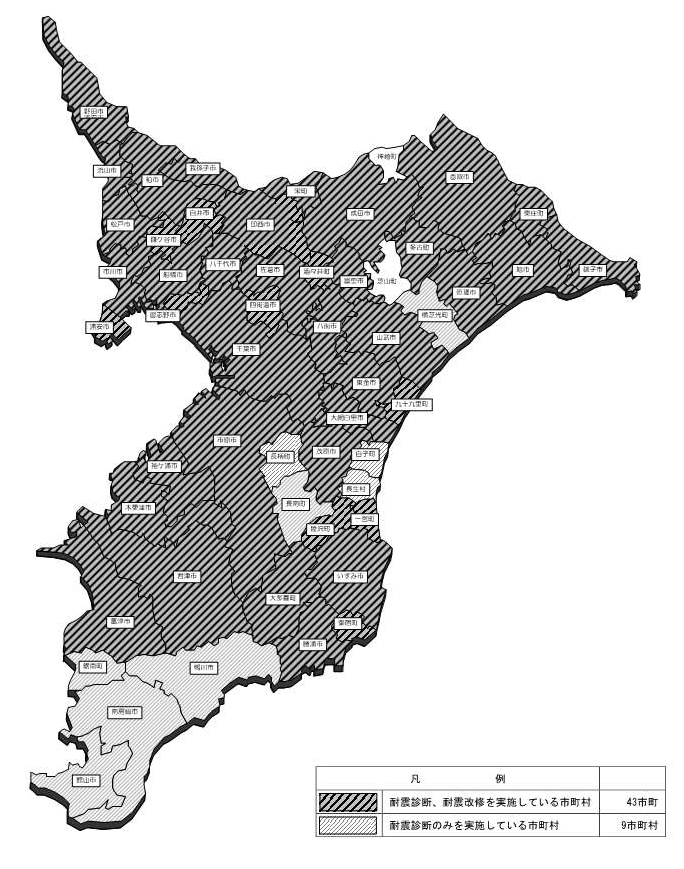 野田市
神崎町
流山市
柏市
我孫子市
香取市
栄町
松戸市
白井市
印西市
成田市
東庄町
鎌ケ谷市
多古町
市川市
船橋市
八千代市
佐倉市
酒々井町
富里市
芝山町
旭市
銚子市
匝瑳市
浦安市
習志野市
四街道市
八街市
横芝光町
千葉市
山武市
東金市
九十九里町
大網白里市
市原市
長柄町
茂原市
白子町
袖ケ浦市
長生村
木更津市
長南町
睦沢町
一宮町
君津市
いすみ市
大多喜町
富津市
御宿町
勝浦市
鋸南町
鴨川市
南房総市
館山市
凡 例
耐震診断、耐震改修を実施している市町村 43市町
耐震診断のみを実施している市町村 9市町村